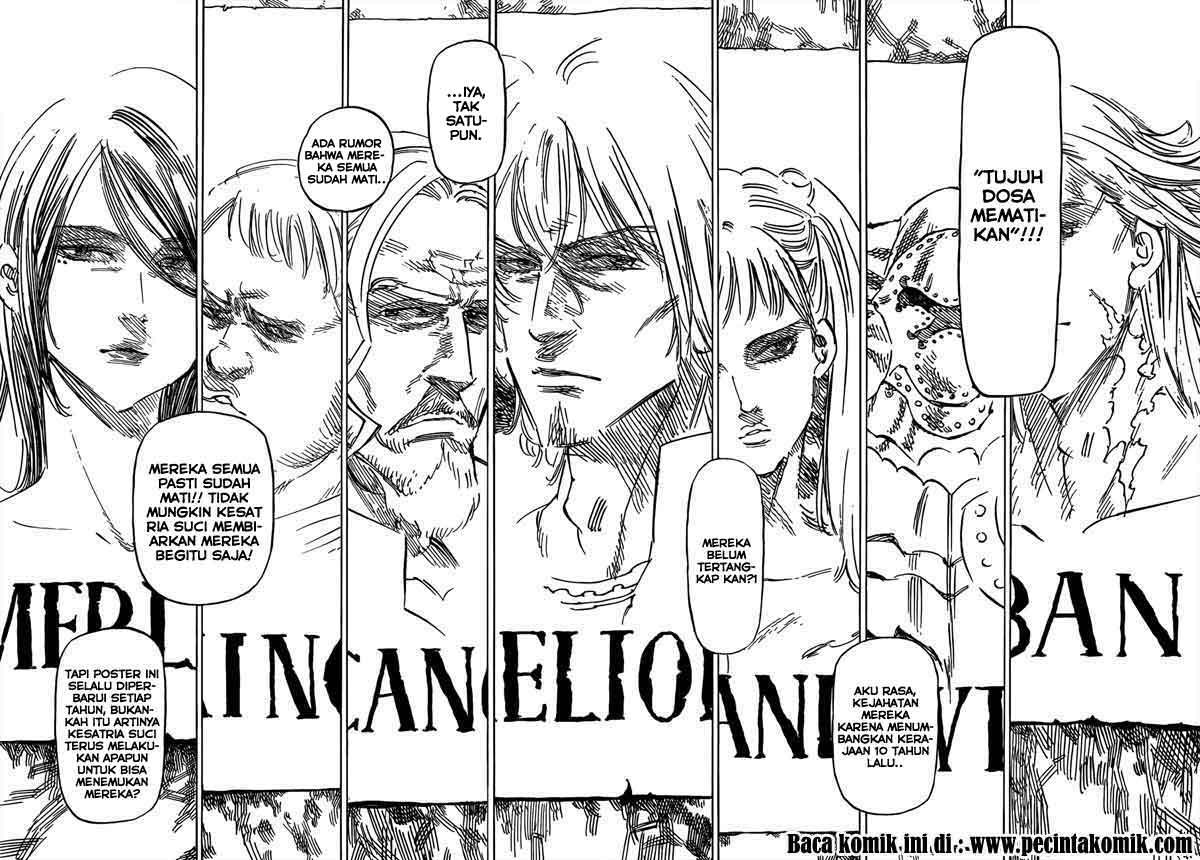 "TUJUH
DOSA
MEMATI-
KAN"!!!
AKU RASA,
KEJAHATAN
MEREKA
KARENA MENUM-
BANGKAN KERA-
JAAN 10 TAHUN
LALU..
MEREKA
BELUM
TERTANG-
KAP KAN?!
...IYA,
TAK
SATU-
PUN.
ADA RUMOR
BAHWA MERE-
KA SEMUA
SUDAH MATI..
MEREKA SEMUA
PASTI SUDAH
MATI!! TIDAK
MUNGKIN KESAT
RIA SUCI MEMBI-
ARKAN MEREKA
BEGITU SAJA!
TAPI POSTER INI
SELALU DIPER-
BARUI SETIAP
TAHUN, BUKAN-
KAH ITU ARTINYA
KESATRIA SUCI
TERUS MELAKU-
KAN APAPUN
UNTUK BISA
MENEMUKAN
MEREKA?
BAN
ELIO
MERL
Baca komik ini di : www.pecintakomik.com